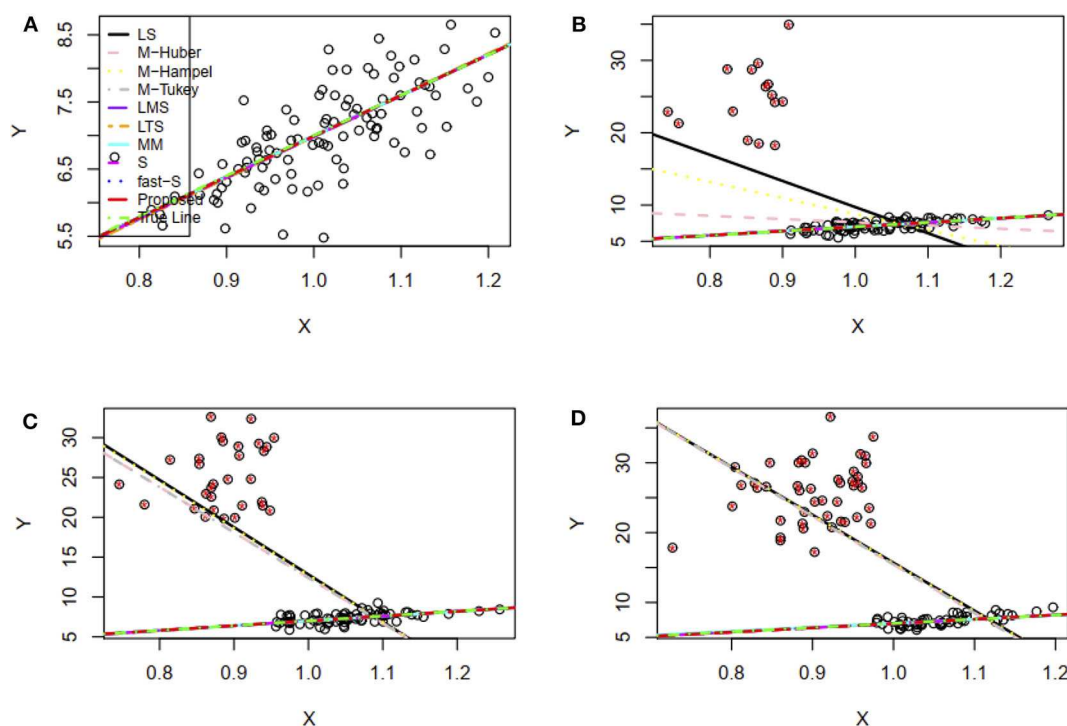 A
Y
8.5
7.5
6.5
5.5
LS
M−Huber
M−Hampel
M−Tukey
LMS
LTS
MM
S
fast−S
Proposed
True Line
0.8 0.9 1.0 1.1 1.2
X
B
Y
30
20
10
5
0.8 0.9 1.0 1.1 1.2
X
C
Y
30
25
20
15
10
5
0.8 0.9 1.0 1.1 1.2
X
D
Y
30
20
10
5
0.8 0.9 1.0 1.1 1.2
X